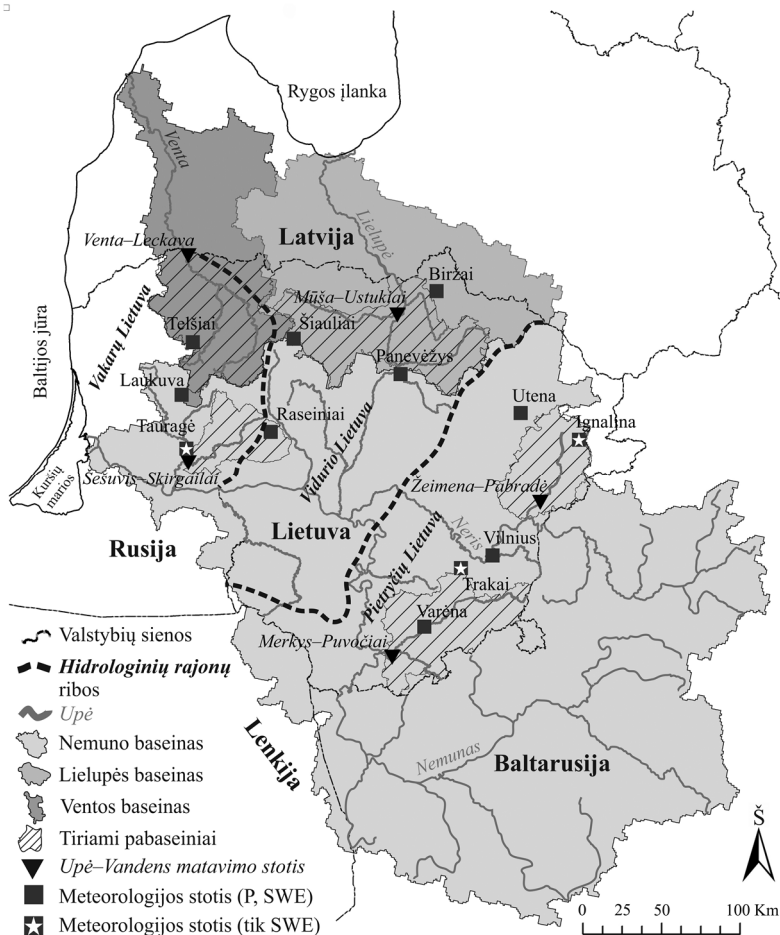 Rygos įlanka
Venta
Lielupė
Venta–Leckava
Latvija
Biržai
Mūša–Ustukiai
Vakarų Lietuva
Baltijos jūra
Telšiai
Šiauliai
Panevėžys
Laukuva
Utena
Tauragė
Raseiniai
Ignalina
Vidurio Lietuva
Kuršių
marios
Šešuvis–Skirgailai
Žeimena–Pabradė
Neris
Lietuva
Vilnius
Rusija
Pietryčių Lietuva
Trakai
Varėna
Merkys–Puvočiai
Lenkija
Nemunas
Baltarusija
Valstybių sienos
Hidrologinių rajonų
ribos
Upė
Nemuno baseinas
Lielupės baseinas
Ventos baseinas
Tiriami pabaseiniai
Upė–Vandens matavimo stotis
Meteorologijos stotis (P, SWE)
Meteorologijos stotis (tik SWE)
Š
0 25 50 100 Km